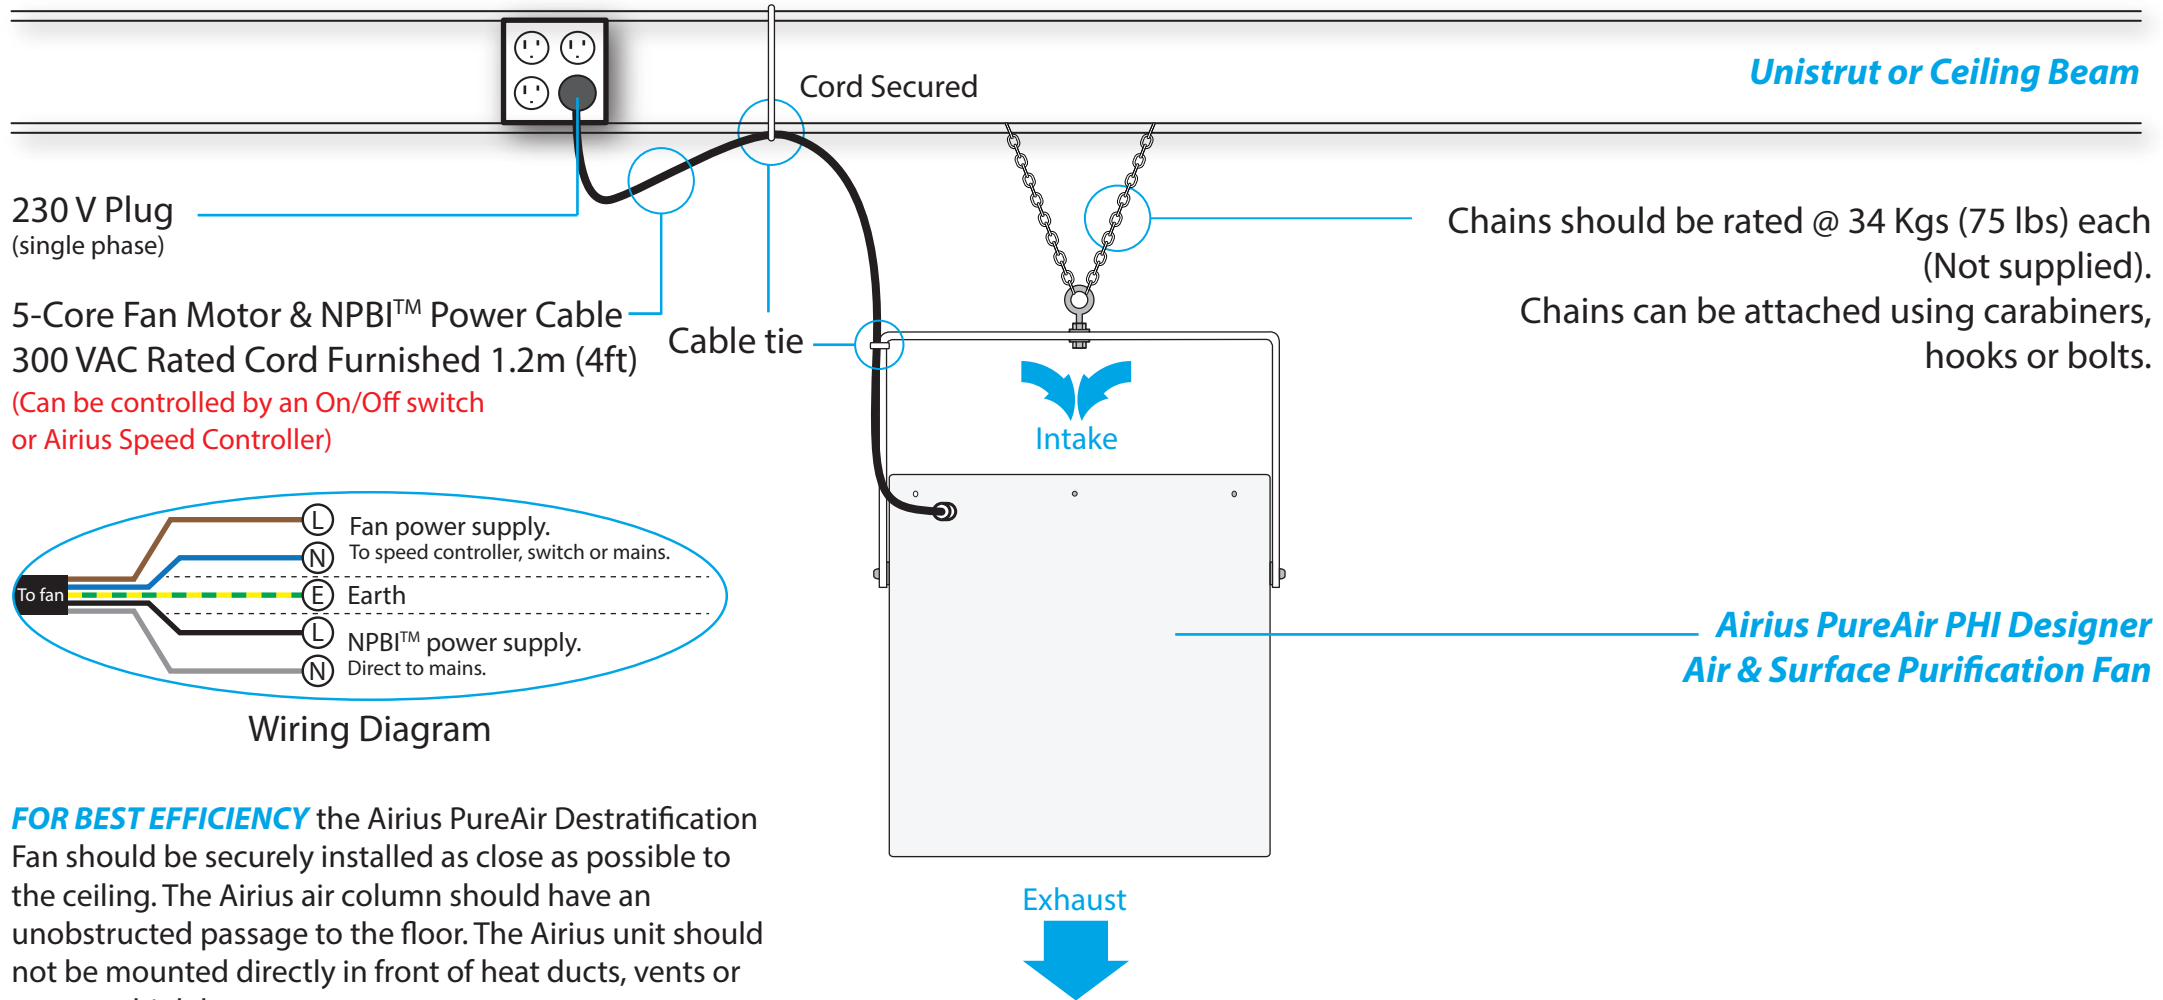 Unistrut or Ceiling Beam
Cord Secured
230 V Plug
(single phase)
5-Core Fan Motor & NPBI™ Power Cable
300 VAC Rated Cord Furnished 1.2m (4ft)
(Can be controlled by an On/Off switch
or Airius Speed Controller)
Cable tie
Chains should be rated @ 34 Kgs (75 lbs) each
(Not supplied).
Chains can be attached using carabiners,
hooks or bolts.
Intake
To fan
L
Fan power supply.
N
To speed controller, switch or mains.
E
Earth
L
NPBI™ power supply.
N
Direct to mains.
Wiring Diagram
Airius PureAir PHI Designer
Air & Surface Purification Fan
FOR BEST EFFICIENCY the Airius PureAir Destratification
Fan should be securely installed as close as possible to
the ceiling. The Airius air column should have an
unobstructed passage to the floor. The Airius unit should
not be mounted directly in front of heat ducts, vents or
Exhaust